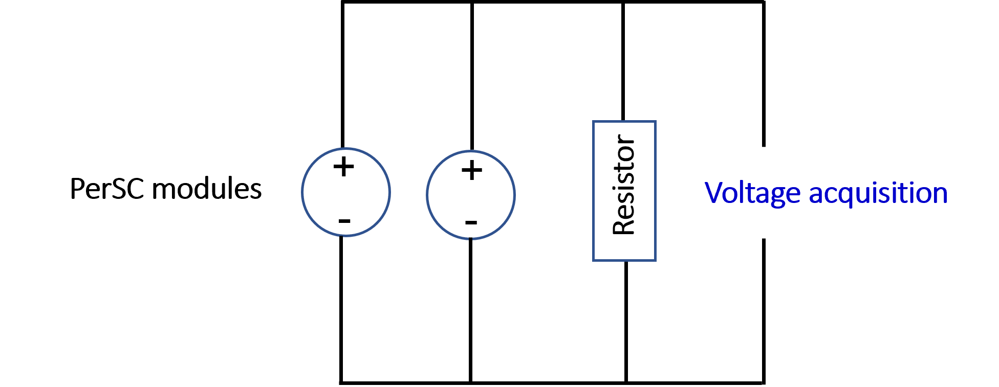 PerSC modules
+
-
+
-
Resistor
Voltage acquisition